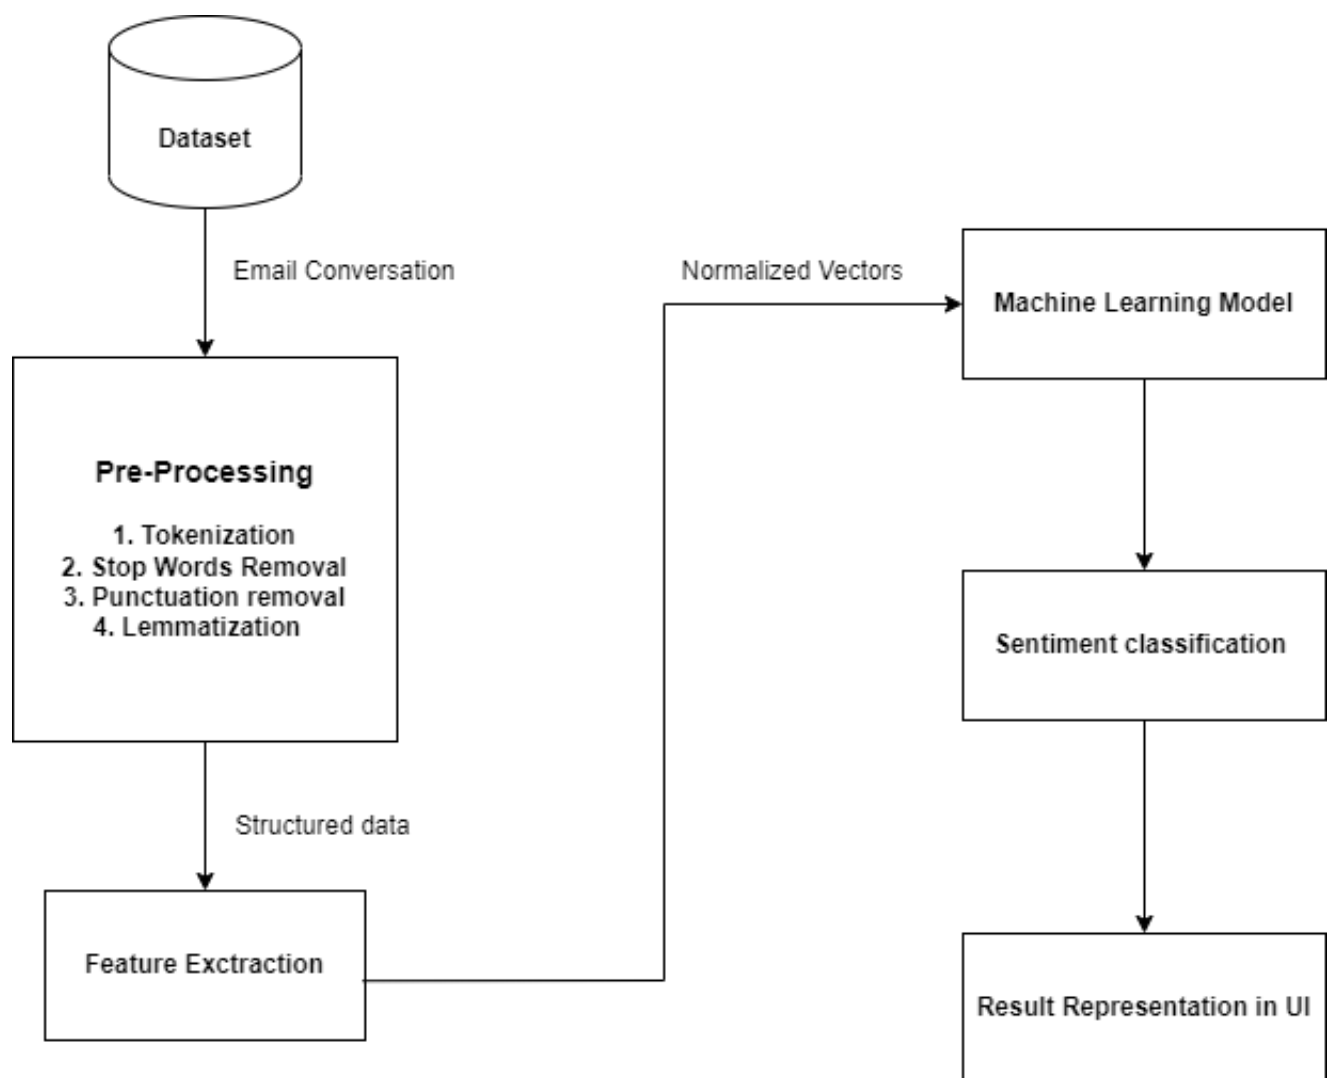 Dataset
Email Conversation
Pre-Processing
1. Tokenization
2. Stop Words Removal
3. Punctuation removal
4. Lemmatization
Structured data
Feature Exctraction
Normalized Vectors
Machine Learning Model
Sentiment classification
Result Representation in UI